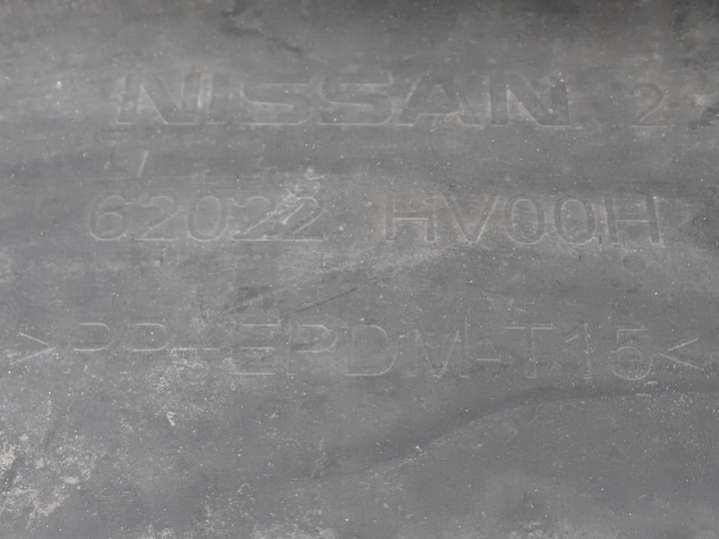 NISSAN 2
62022 HV00H
>PP-EPDM-T15<